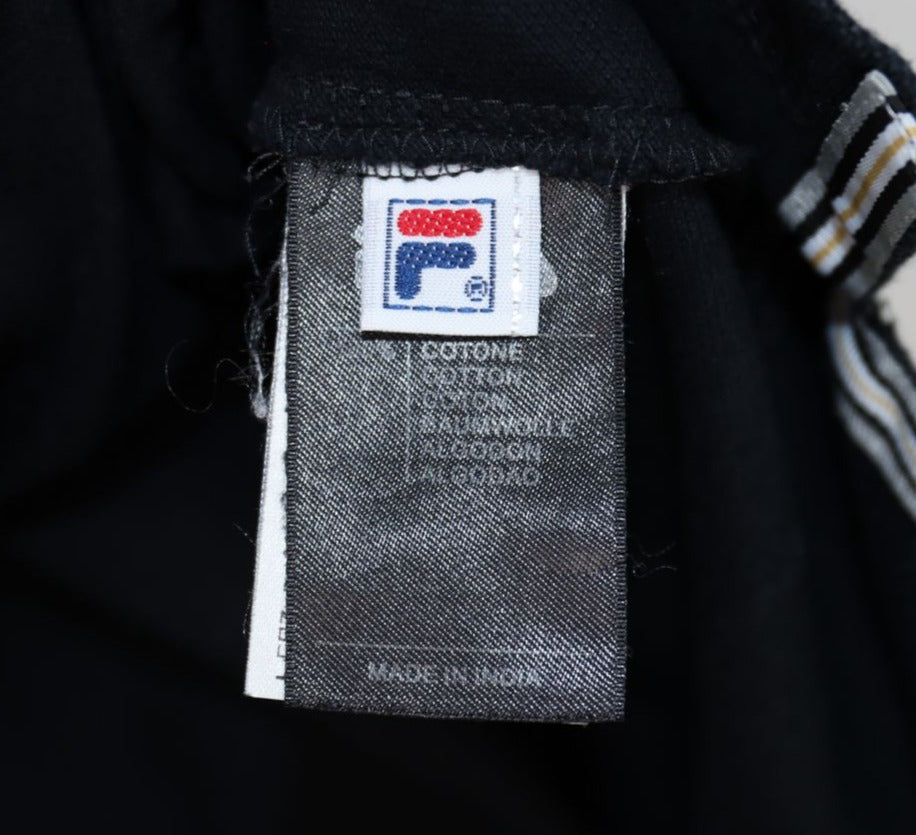 F®
%
COTONE
COTTON
COTON
BAUMWOLLE
ALGODON
ALGODAO
MADE IN INDIA